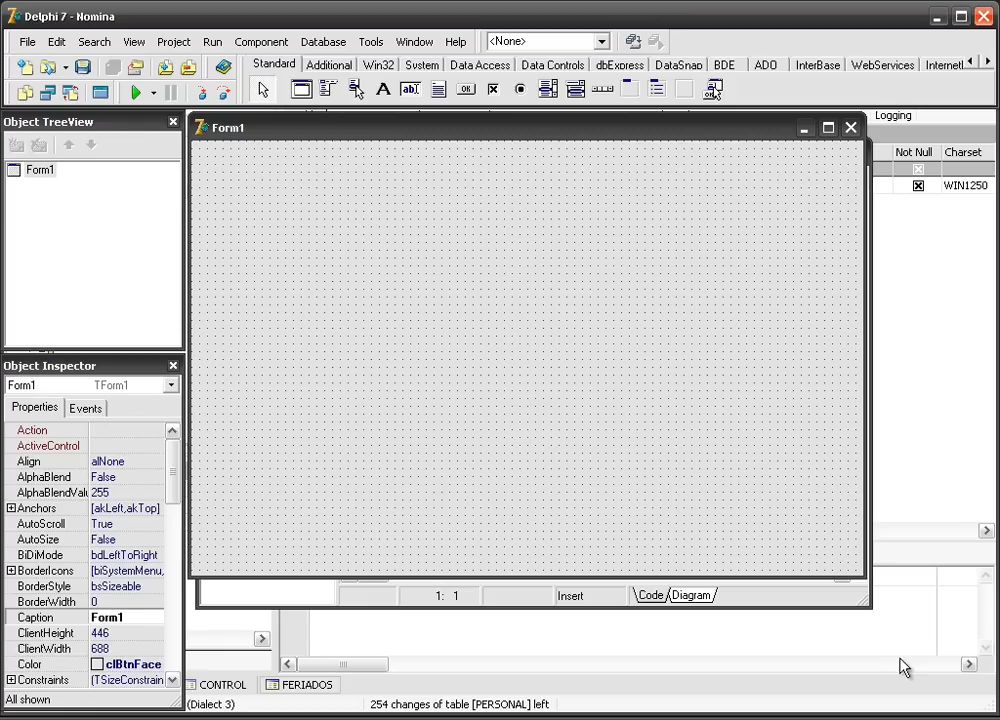 Delphi 7 - Nomina
File Edit Search View Project Run Component Database Tools Window Help <None>
Standard Additional Win32 System Data Access Data Controls dbExpress DataSnap BDE ADO InterBase WebServices InternetE
Object TreeView
Form1
Form1
Logging
Not Null Charset
WIN1250
Object Inspector
Form1 TForm1
Properties Events
Action
ActiveControl
Align alNone
AlphaBlend False
AlphaBlendValu 255
Anchors [akLeft,akTop]
AutoScroll True
AutoSize False
BiDiMode bdLeftToRight
BorderIcons [biSystemMenu,
BorderStyle bsSizeable
BorderWidth 0
Caption Form1
ClientHeight 446
ClientWidth 688
Color clBtnFace
Constraints (TSizeConstrain
All shown
1: 1 Insert Code Diagram
CONTROL FERIADOS
(Dialect 3) 254 changes of table [PERSONAL] left